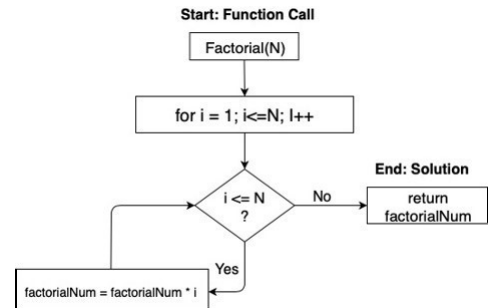 Start: Function Call
Factorial(N)
for i = 1; i<=N; I++
i <= N
?
No
End: Solution
return
factorialNum
Yes
factorialNum = factorialNum * i